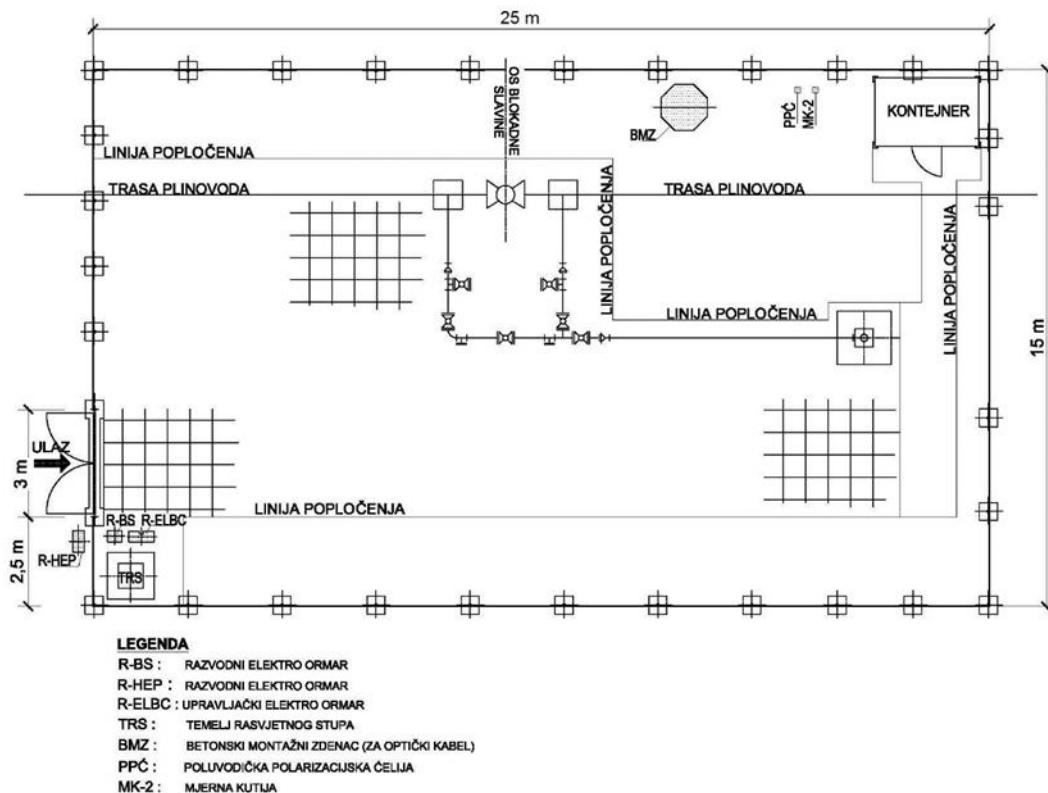 25 m
OS BLOKADNE
SLAVINE
PPĆ
MK-2
KONTEJNER
BMZ
LINIJA POPLOČENJA
TRASA PLINOVODA
TRASA PLINOVODA
LINIJA POPLOČENJA
LINIJA POPLOČENJA
LINIJA POPLOČENJA
15 m
ULAZ
3 m
LINIJA POPLOČENJA
R-BS
R-ELBC
R-HEP
2,5 m
TRS
LEGENDA
R-BS : RAZVODNI ELEKTRO ORMAR
R-HEP : RAZVODNI ELEKTRO ORMAR
R-ELBC : UPRAVLJAČKI ELEKTRO ORMAR
TRS : TEMELJ RASVJETNOG STUPA
BMZ : BETONSKI MONTAŽNI ZDENAC (ZA OPTIČKI KABEL)
PPĆ : POLUVODIČKA POLARIZACIJSKA ĆELIJA
MK-2 : MJERNA KUTIJA